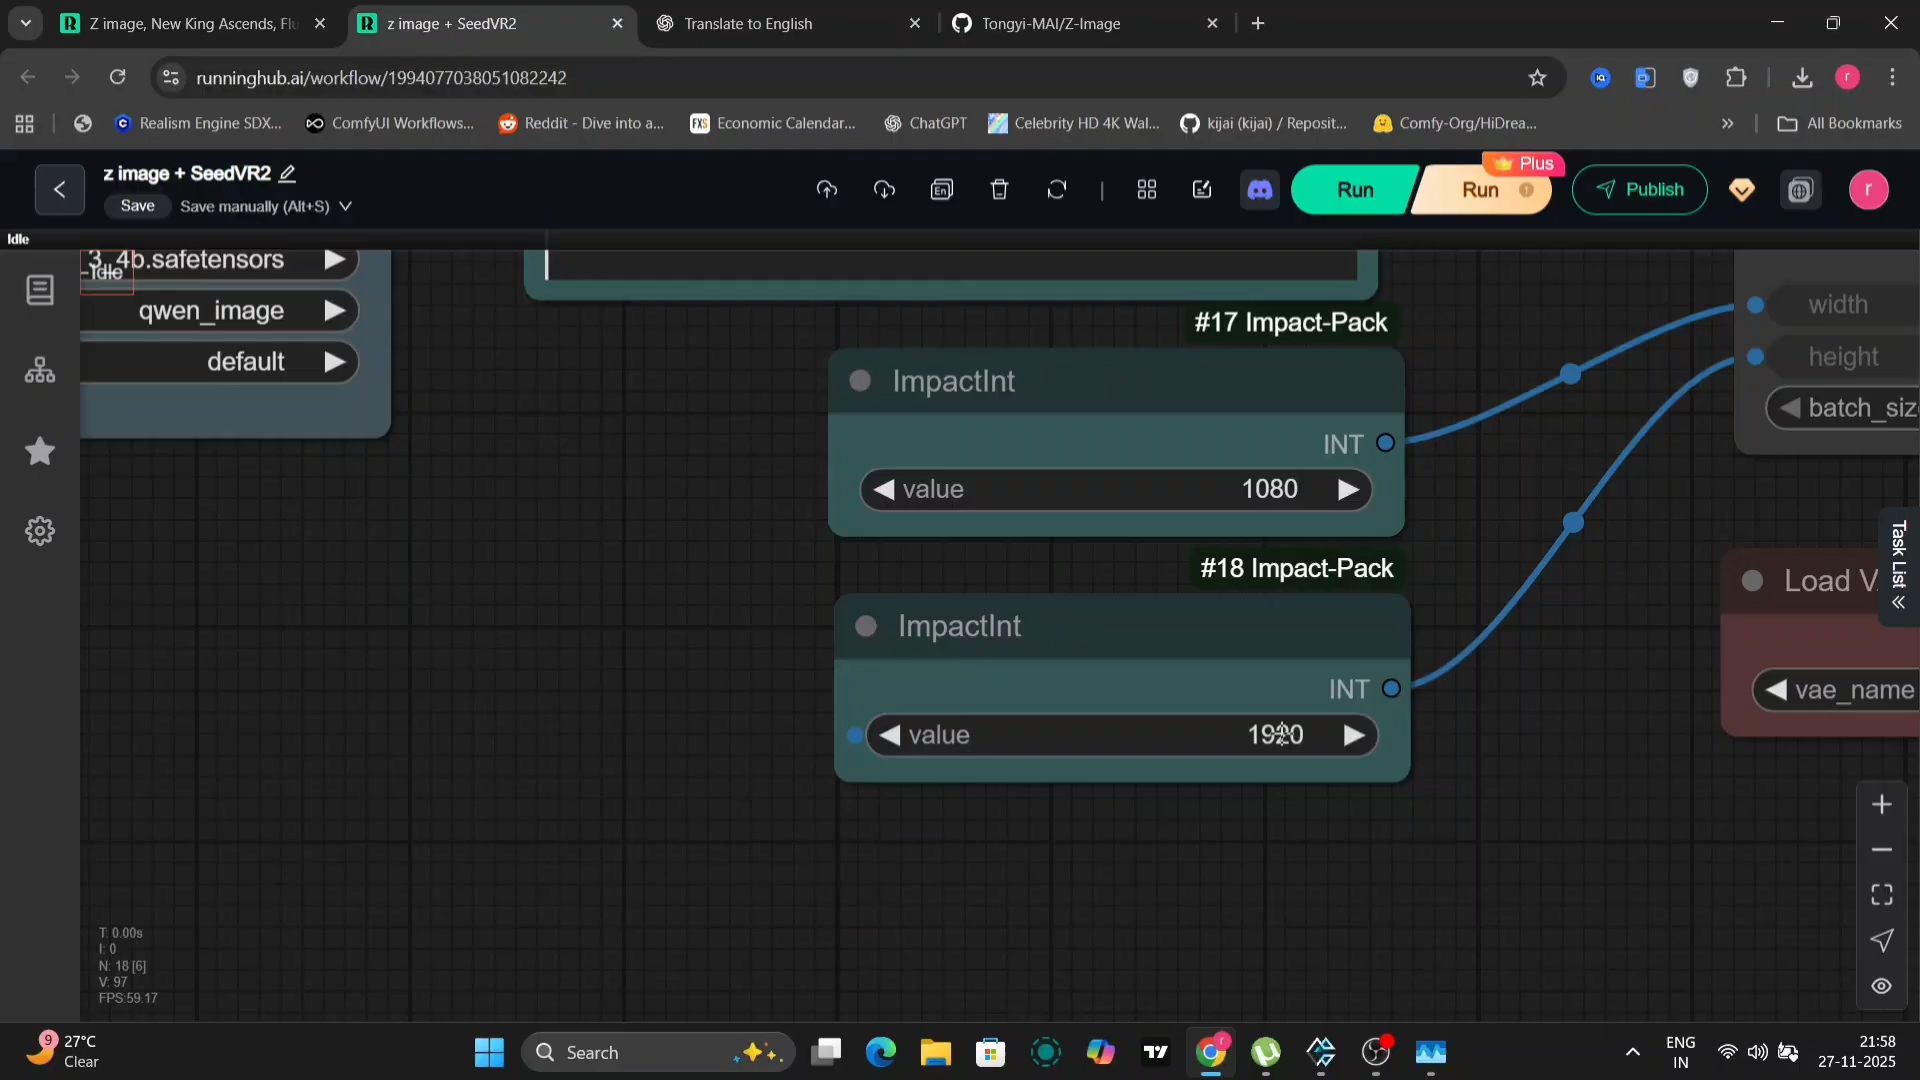 Z image, New King Ascends, Flu
z image + SeedVR2
Translate to English
Tongyi-MAI/Z-Image
runninghub.ai/workflow/1994077038051082242
r
Realism Engine SDX...
ComfyUI Workflows...
Reddit - Dive into a...
FXS
Economic Calendar...
ChatGPT
Celebrity HD 4K Wal...
kijai (kijai) / Reposit...
Comfy-Org/HiDrea...
All Bookmarks
z image + SeedVR2
Save
Save manually (Alt+S)
En
Run
Run
Plus
Publish
r
Idle
3_4b.safetensors
Idle
qwen_image
default
#17 Impact-Pack
ImpactInt
INT
value 1080
#18 Impact-Pack
ImpactInt
INT
value 1920
width
height
batch_siz
Load V
vae_name
Task List
T: 0.00s
I: 0
N: 18 [6]
V: 97
FPS:59.17
9
27°C
Clear
Search
ENG
IN
21:58
27-11-2025